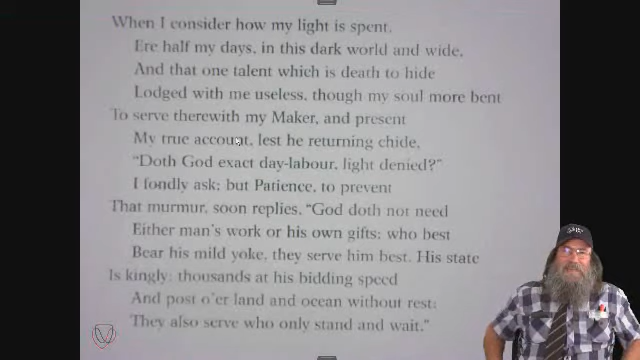 When I consider how my light is spent,
Ere half my days, in this dark world and wide,
And that one talent which is death to hide
Lodged with me useless, though my soul more bent
To serve therewith my Maker, and present
My true account, lest he returning chide,
"Doth God exact day-labour, light denied?"
I fondly ask; but Patience, to prevent
That murmur, soon replies, "God doth not need
Either man's work or his own gifts; who best
Bear his mild yoke, they serve him best. His state
Is kingly; thousands at his bidding speed
And post o'er land and ocean without rest:
They also serve who only stand and wait."